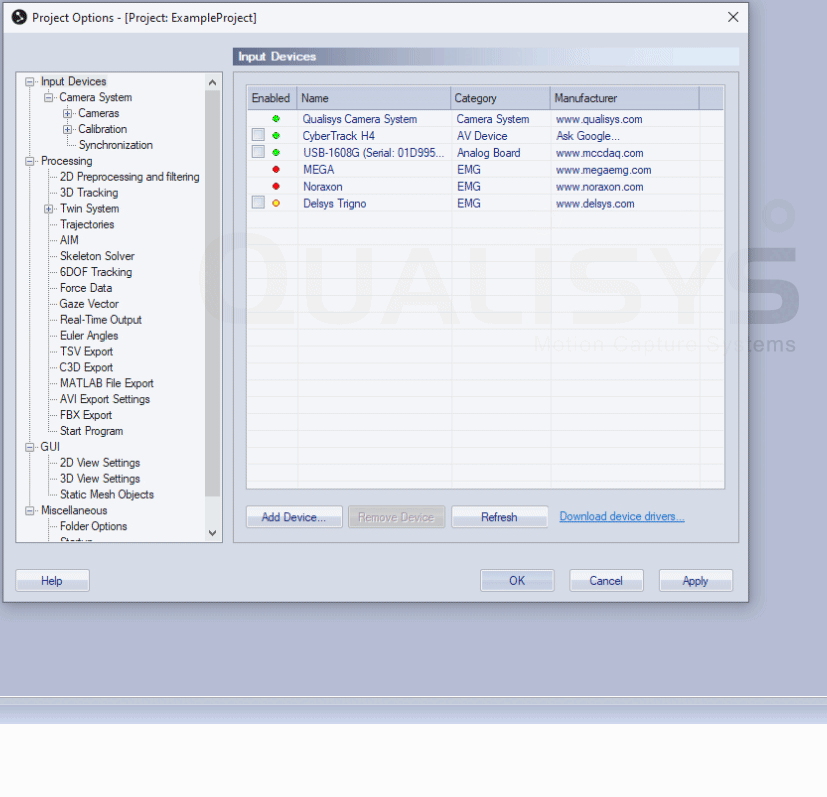 Project Options - [Project: ExampleProject]
Input Devices
Input Devices
Camera System
Cameras
Calibration
Synchronization
Processing
2D Preprocessing and filtering
3D Tracking
Twin System
Trajectories
AIM
Skeleton Solver
6DOF Tracking
Force Data
Gaze Vector
Real-Time Output
Euler Angles
TSV Export
C3D Export
MATLAB File Export
AVI Export Settings
FBX Export
Start Program
GUI
2D View Settings
3D View Settings
Static Mesh Objects
Miscellaneous
Folder Options
Startup
Enabled Name Category Manufacturer
Qualisys Camera System Camera System www.qualisys.com
CyberTrack H4 AV Device Ask Google...
USB-1608G (Serial: 01D995... Analog Board www.mccdaq.com
MEGA EMG www.megaemg.com
Noraxon EMG www.noraxon.com
Delsys Trigno EMG www.delsys.com
QUALISYS
Motion Capture Systems
Add Device... Remove Device Refresh Download device drivers...
Help OK Cancel Apply